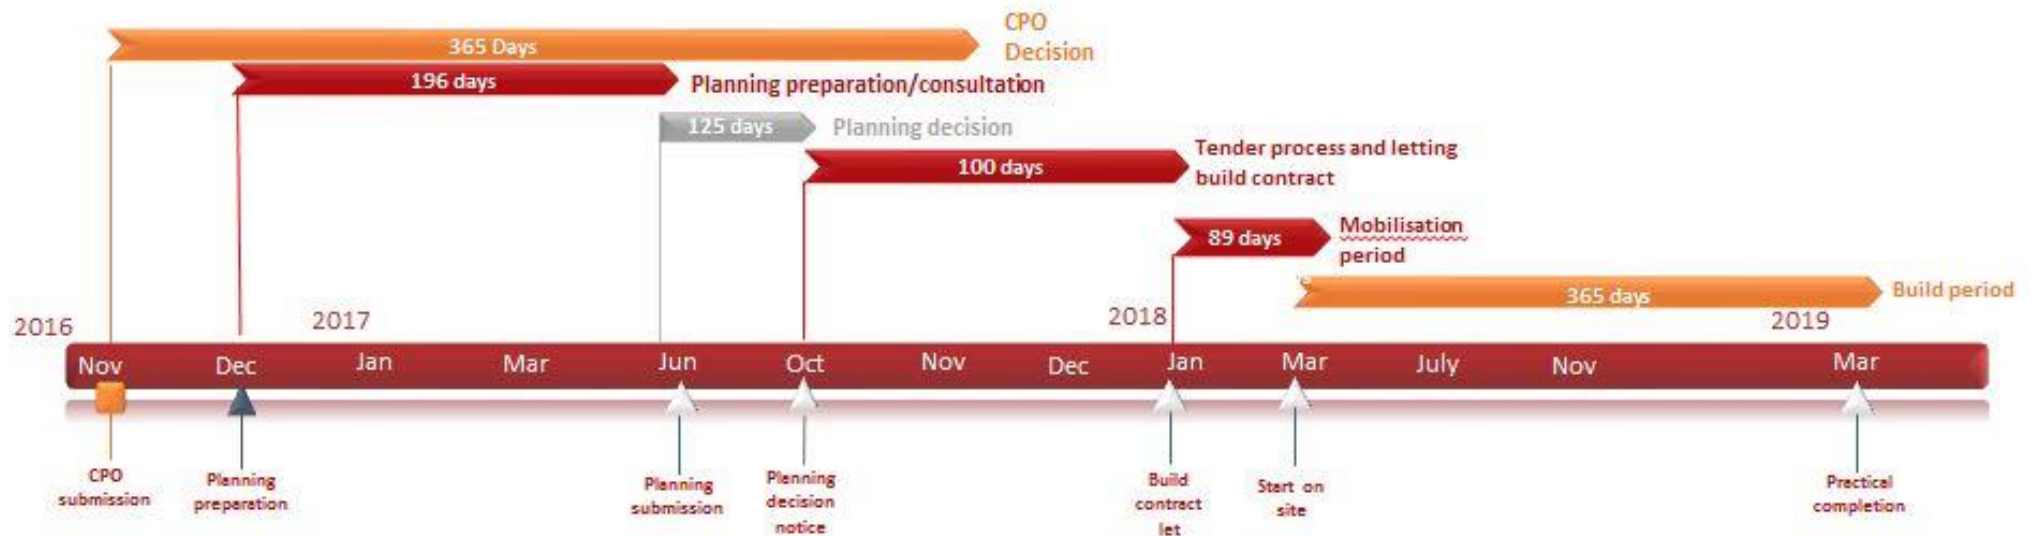 CPO
Decision
365 Days
196 days
Planning preparation/consultation
125 days
Planning decision
Tender process and letting
build contract
100 days
Mobilisation
period
89 days
365 days
Build period
2016
2017
2018
2019
Nov
Dec
Jan
Mar
Jun
Oct
Nov
Dec
Jan
Mar
July
Nov
Mar
CPO
submission
Planning
preparation
Planning
submission
Planning
decision
notice
Build
contract
let
Start on
site
Practical
completion